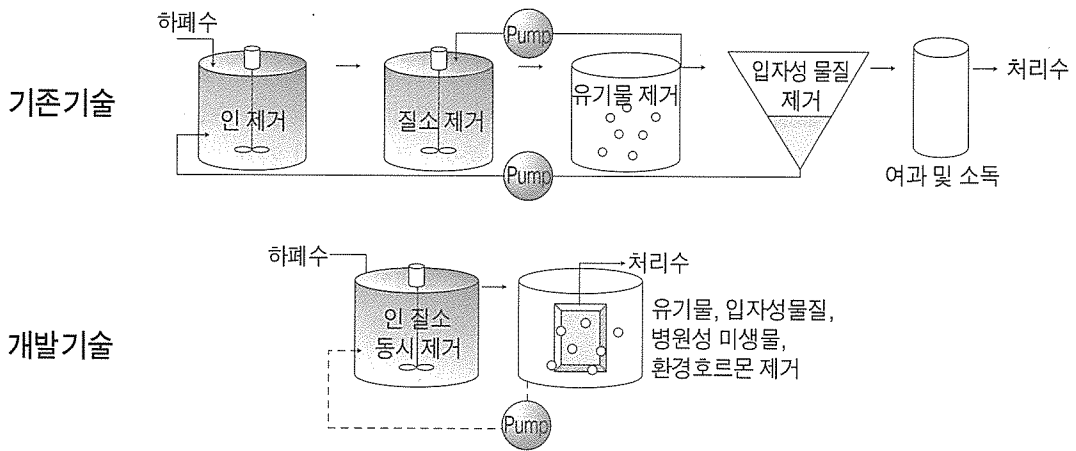 기존기술
하폐수
인 제거
질소 제거
Pump
유기물 제거
입자성 물질
제거
처리수
Pump
여과 및 소독
개발기술
하폐수
인 질소
동시 제거
처리수
유기물, 입자성물질,
병원성 미생물,
환경호르몬 제거
Pump